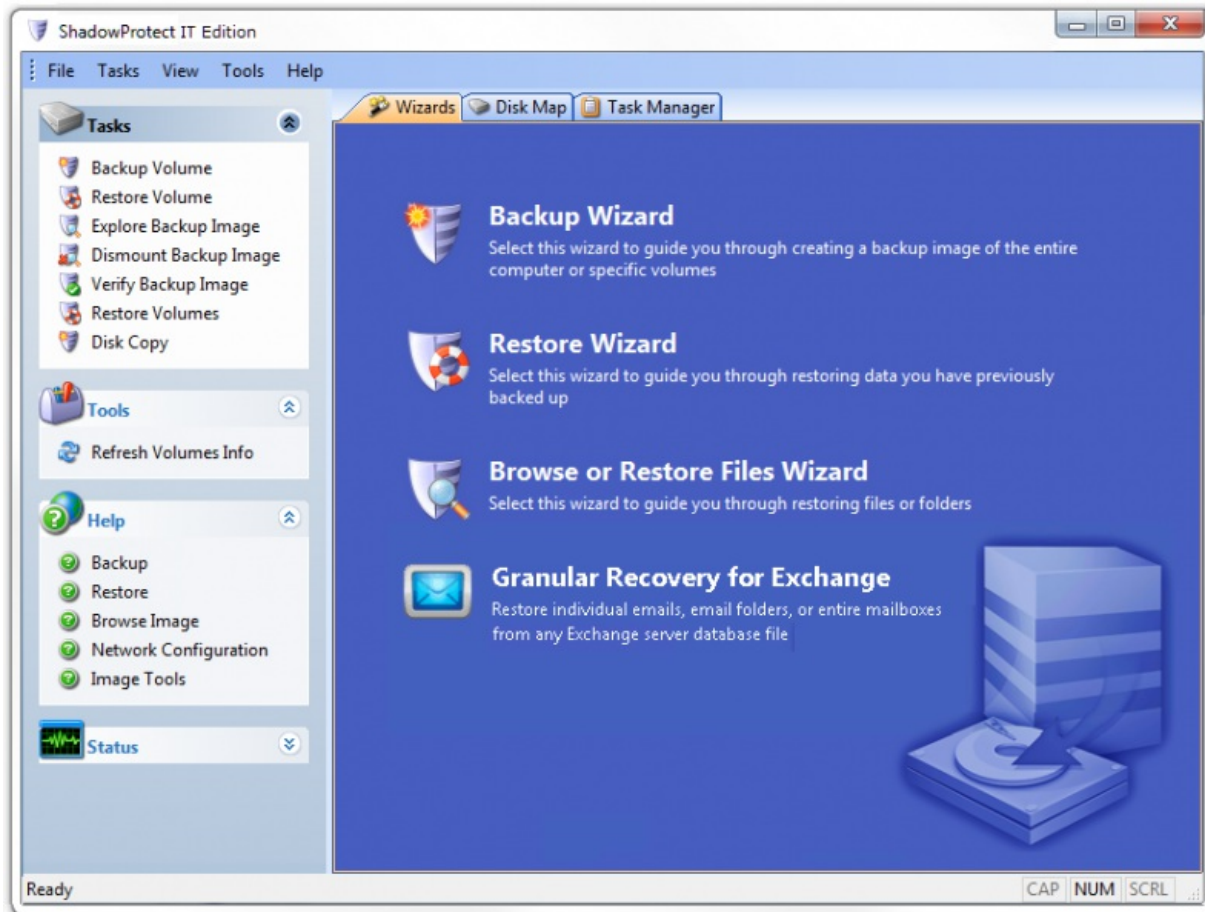 ShadowProtect IT Edition
File Tasks View Tools Help
Tasks
Backup Volume
Restore Volume
Explore Backup Image
Dismount Backup Image
Verify Backup Image
Restore Volumes
Disk Copy
Tools
Refresh Volumes Info
Help
Backup
Restore
Browse Image
Network Configuration
Image Tools
Status
Wizards Disk Map Task Manager
Backup Wizard
Select this wizard to guide you through creating a backup image of the entire
computer or specific volumes
Restore Wizard
Select this wizard to guide you through restoring data you have previously
backed up
Browse or Restore Files Wizard
Select this wizard to guide you through restoring files or folders
Granular Recovery for Exchange
Restore individual emails, email folders, or entire mailboxes
from any Exchange server database file
Ready
CAP NUM SCRL